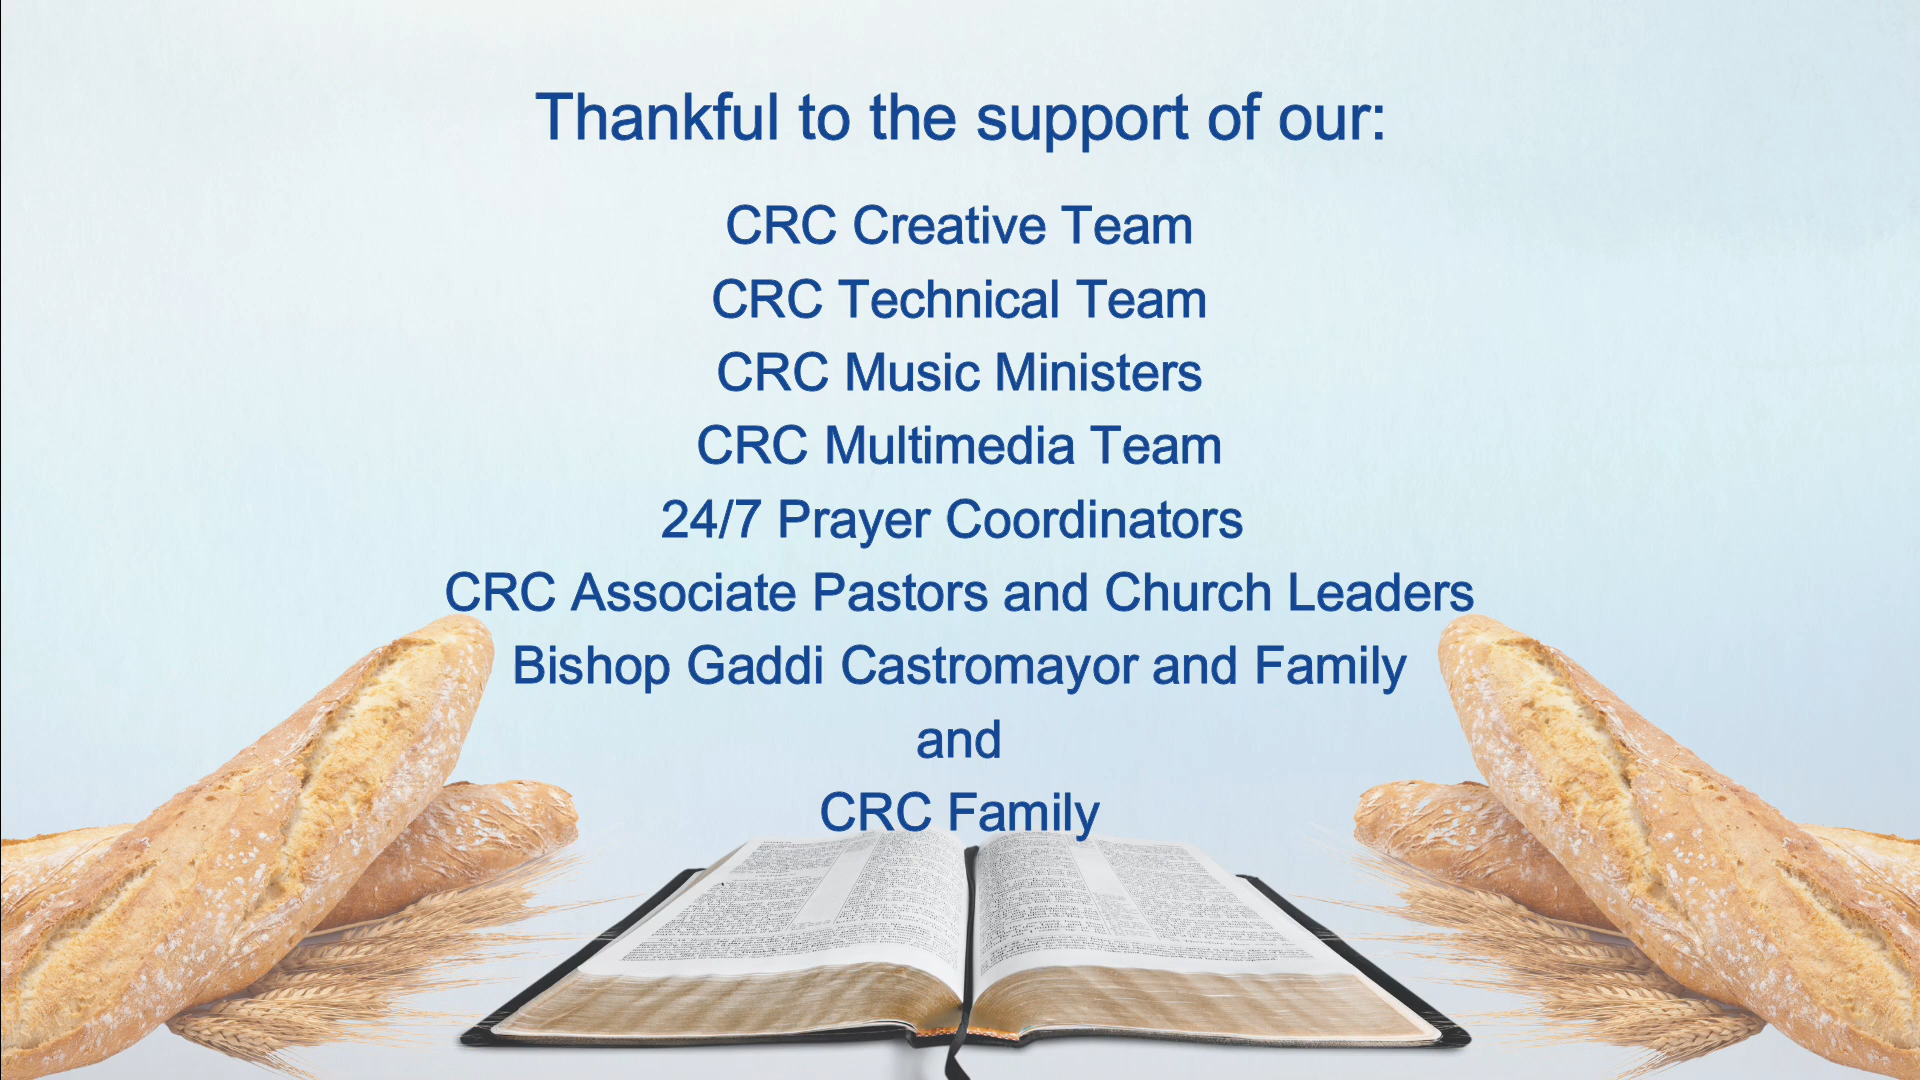 Thankful to the support of our:
CRC Creative Team
CRC Technical Team
CRC Music Ministers
CRC Multimedia Team
24/7 Prayer Coordinators
CRC Associate Pastors and Church Leaders
Bishop Gaddi Castromayor and Family
and
CRC Family